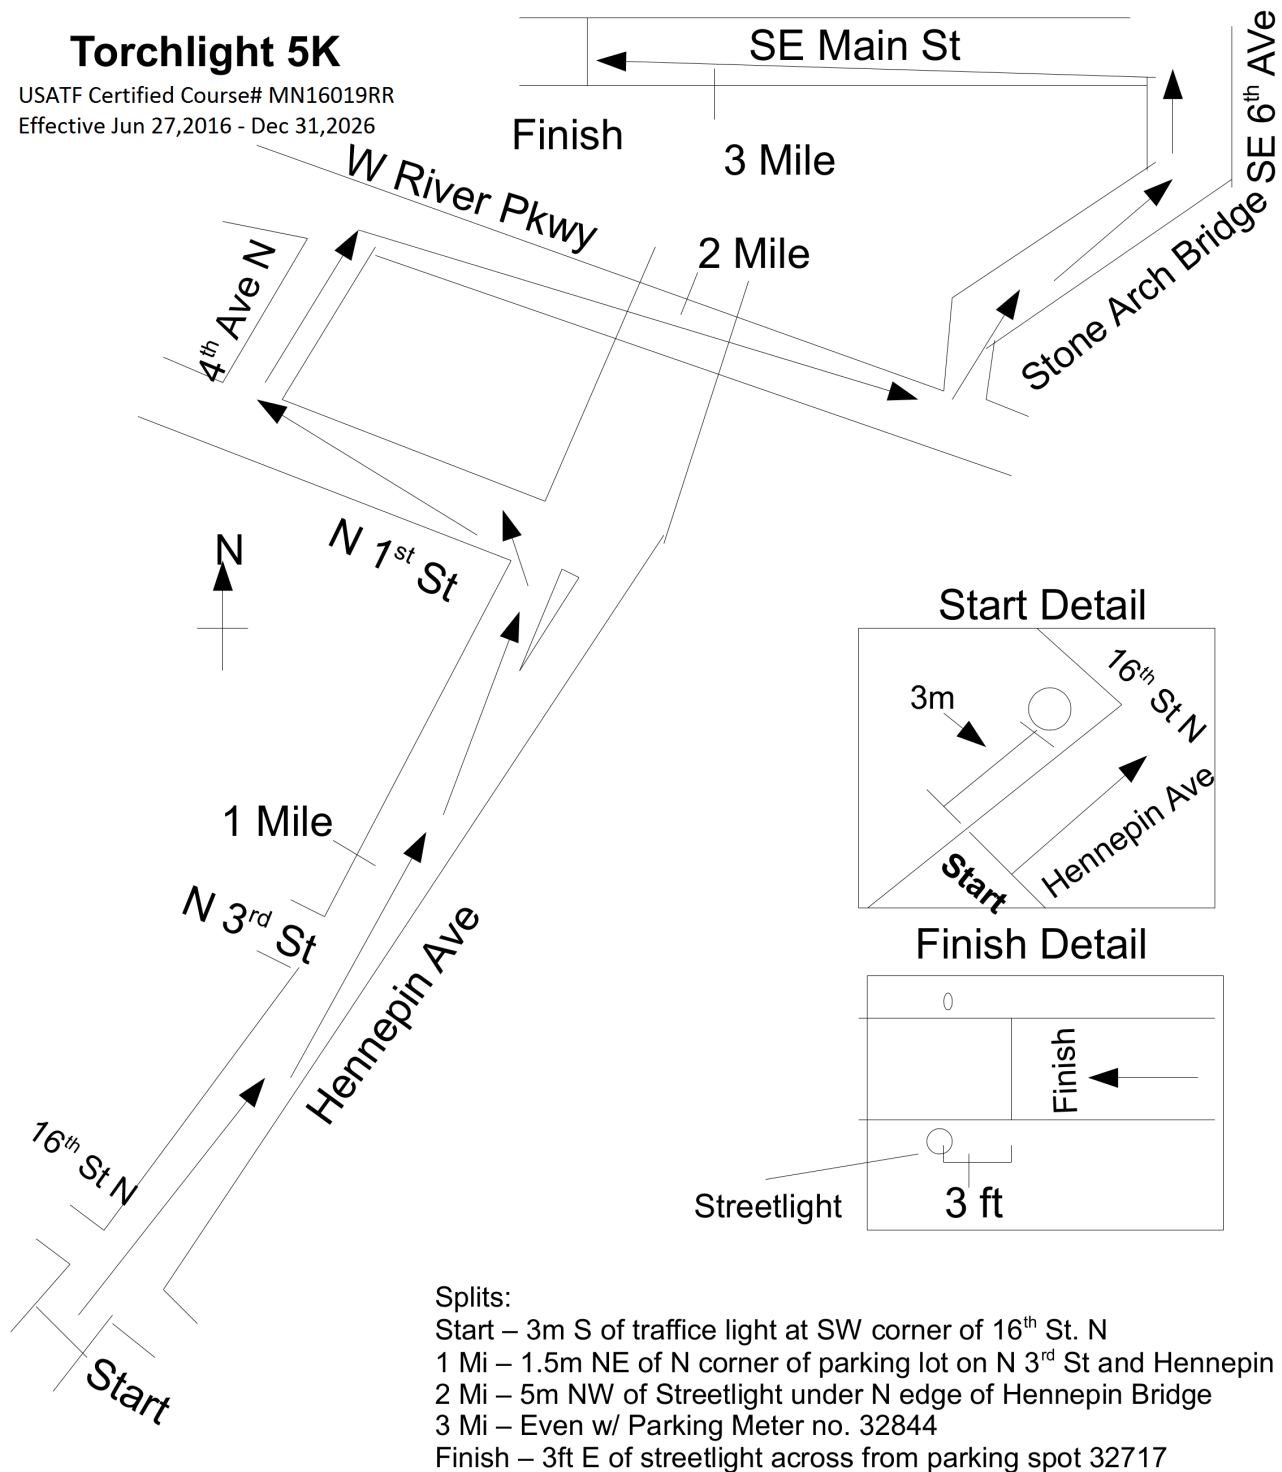 Torchlight 5K
USATF Certified Course# MN16019RR
Effective Jun 27,2016 - Dec 31,2026
SE Main St
SE 6th AVe
Finish
3 Mile
W River Pkwy
2 Mile
4th Ave N
Stone Arch Bridge
N 1st St
N
1 Mile
N 3rd St
Hennepin Ave
16th St N
Start
Start Detail
3m
16th St N
Hennepin Ave
Start
Finish Detail
Finish
Streetlight
3 ft
Splits:
Start – 3m S of traffice light at SW corner of 16th St. N
1 Mi – 1.5m NE of N corner of parking lot on N 3rd St and Hennepin
2 Mi – 5m NW of Streetlight under N edge of Hennepin Bridge
3 Mi – Even w/ Parking Meter no. 32844
Finish – 3ft E of streetlight across from parking spot 32717